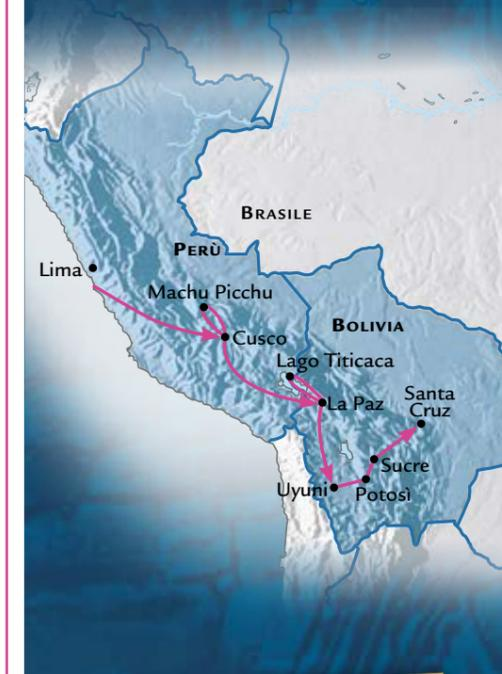 BRASILE
PERÙ
Lima
Machu Picchu
BOLIVIA
Cusco
Lago Titicaca
Santa
Cruz
La Paz
Sucre
Uyuni
Potosì